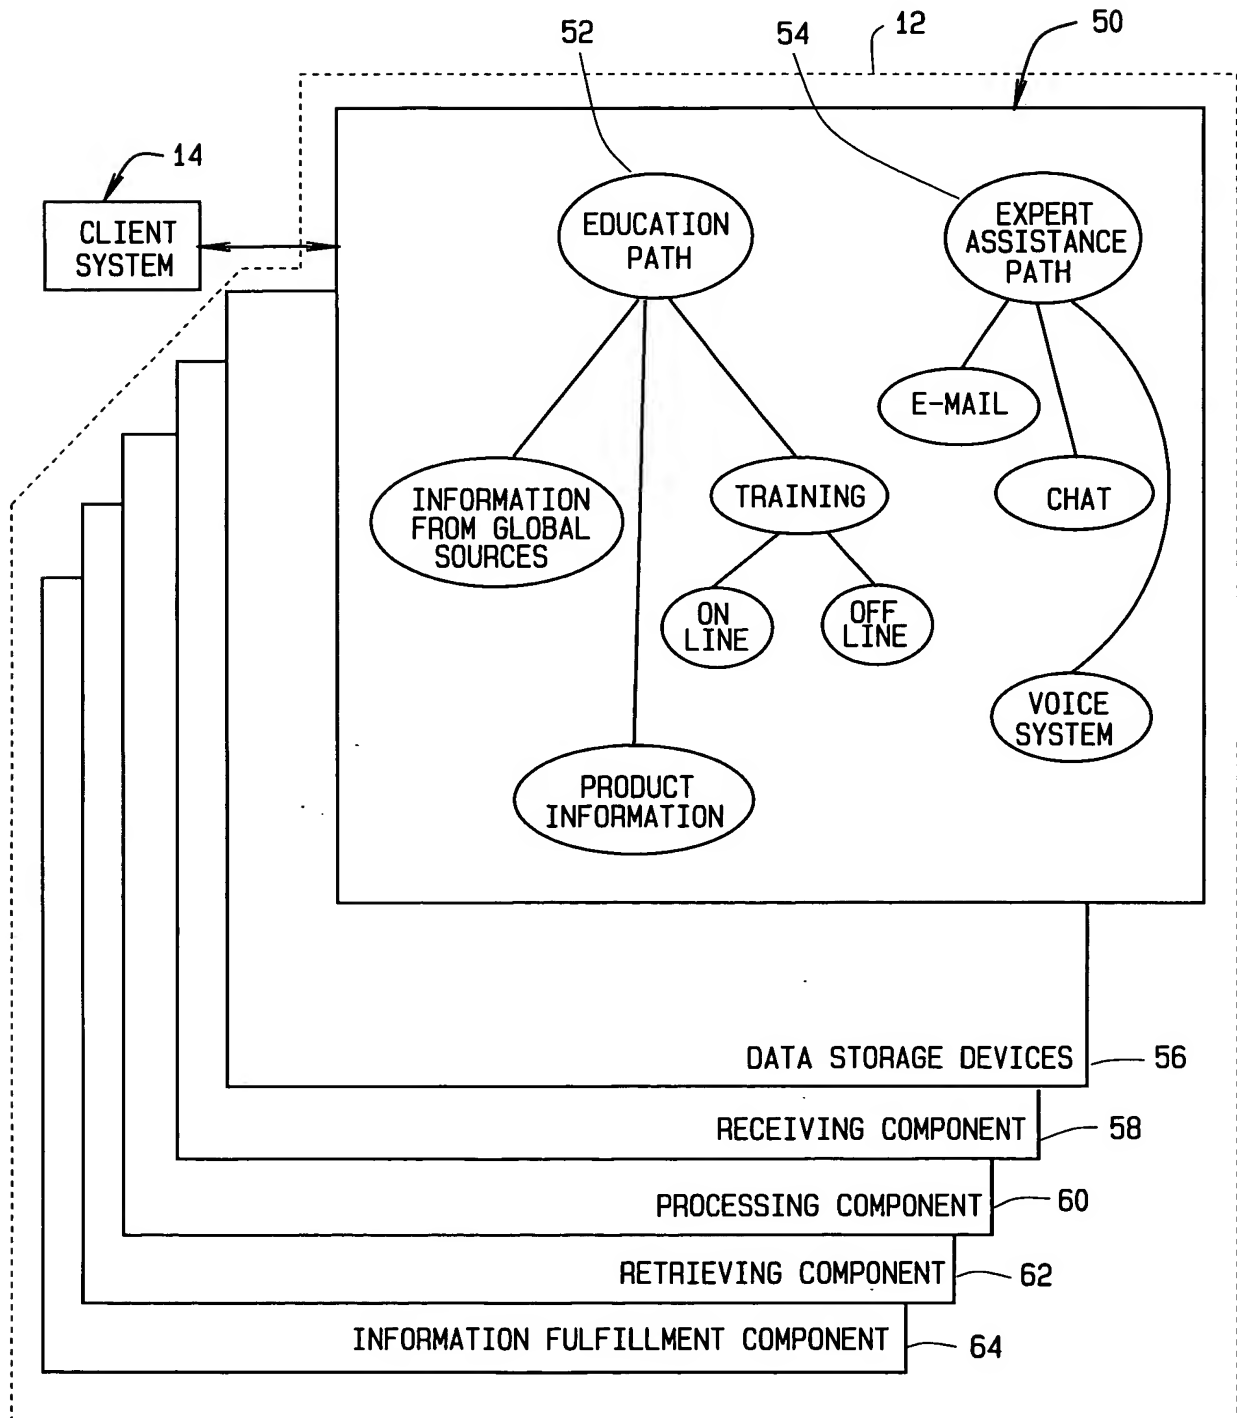 52
54
12
50
14
CLIENT
SYSTEM
EDUCATION
PATH
EXPERT
ASSISTANCE
PATH
E-MAIL
INFORMATION
FROM GLOBAL
SOURCES
TRAINING
CHAT
ON
LINE
OFF
LINE
VOICE
SYSTEM
PRODUCT
INFORMATION
DATA STORAGE DEVICES
56
RECEIVING COMPONENT
58
PROCESSING COMPONENT
60
RETRIEVING COMPONENT
62
INFORMATION FULFILLMENT COMPONENT
64